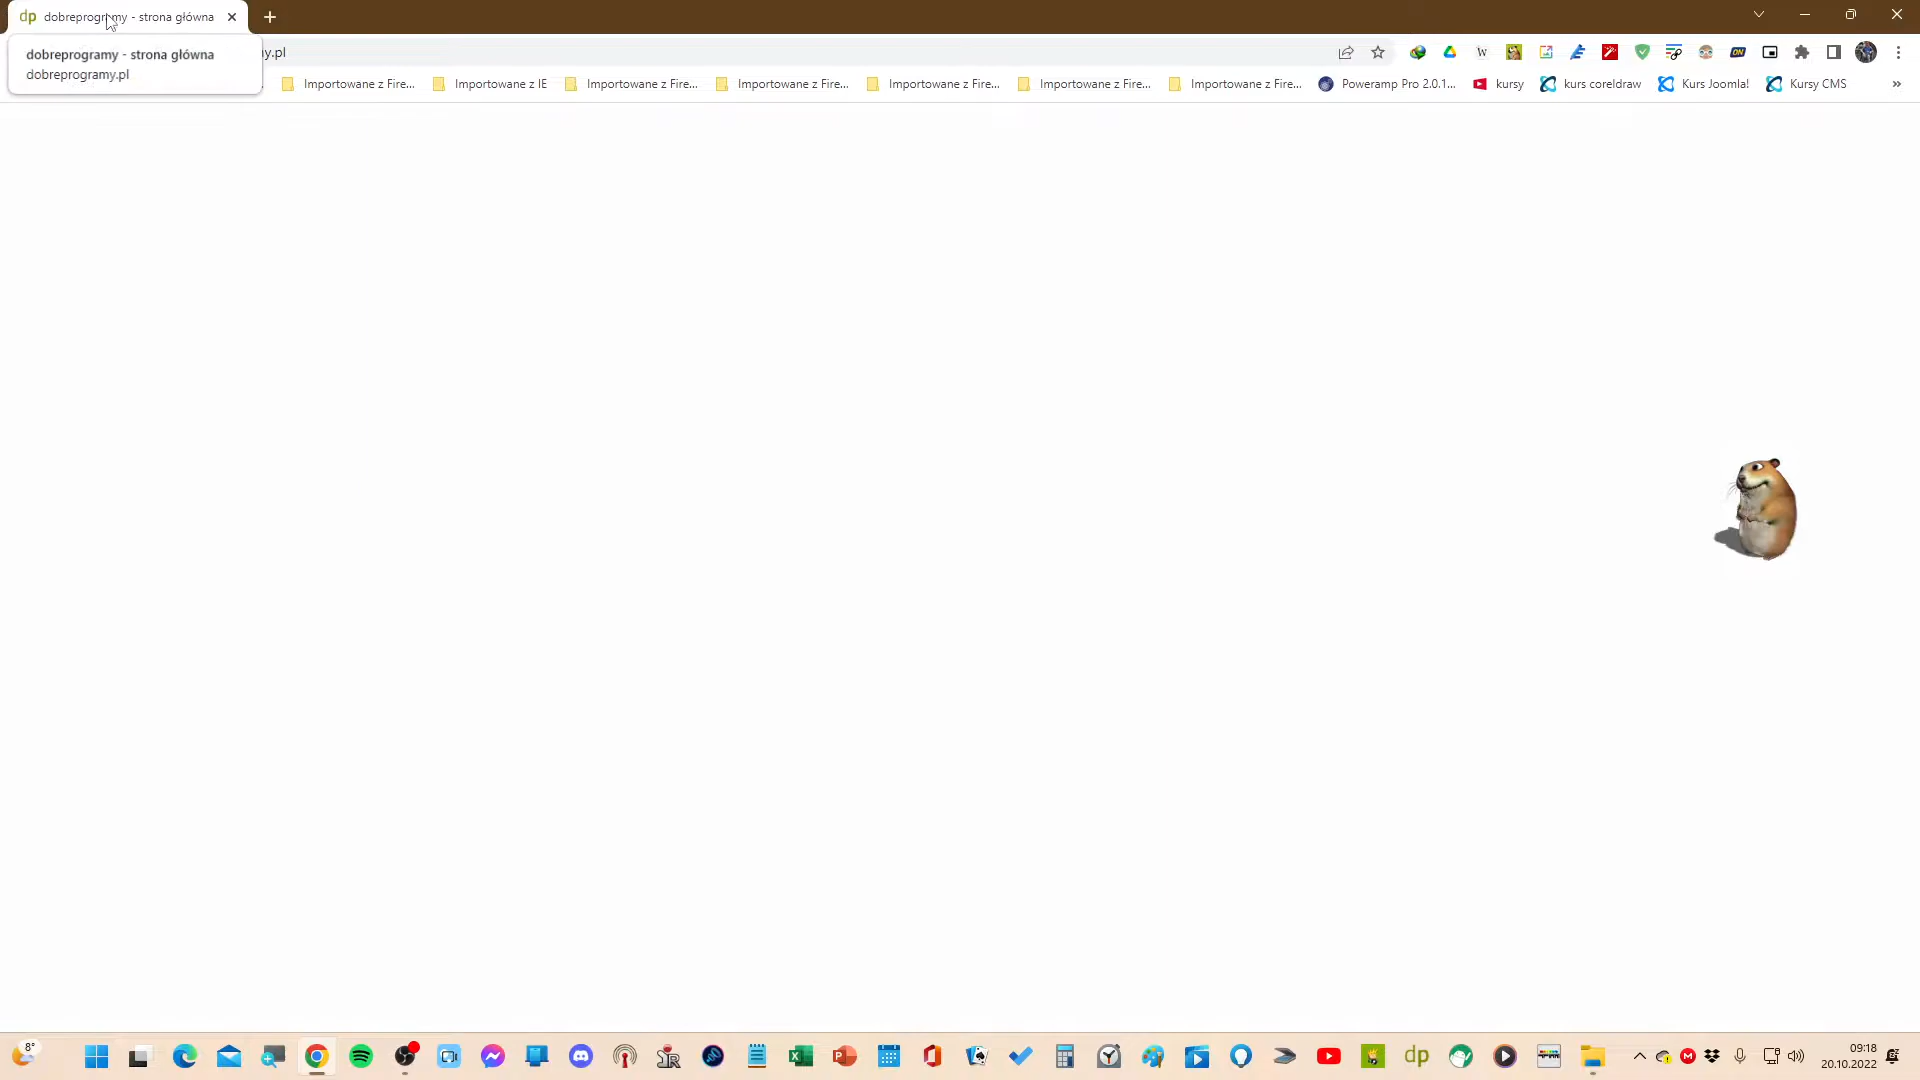 dp dobreprogramy - strona główna
dobreprogramy - strona główna
dobreprogramy.pl
y.pl
Importowane z Fire...
Importowane z IE
Importowane z Fire...
Importowane z Fire...
Importowane z Fire...
Importowane z Fire...
Importowane z Fire...
Poweramp Pro 2.0.1...
kursy
kurs coreldraw
Kurs Joomla!
Kursy CMS
8°
dp
09:18
20.10.2022